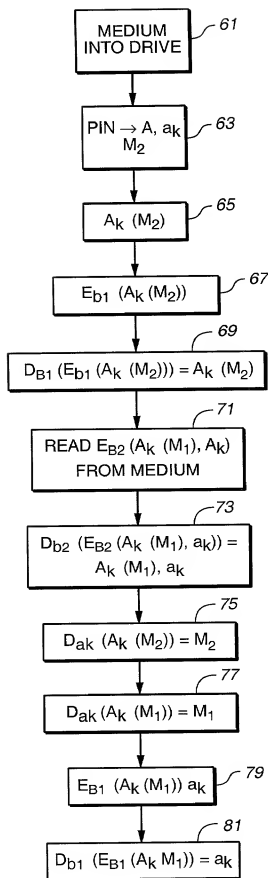 61
MEDIUM
INTO DRIVE
63
PIN → A, ak
M2
65
Ak (M2)
67
Eb1 (Ak (M2))
69
DB1 (Eb1 (Ak (M2))) = Ak (M2)
71
READ EB2 (Ak (M1), Ak)
FROM MEDIUM
73
Db2 (EB2 (Ak (M1), ak)) =
Ak (M1), ak
75
Dak (Ak (M2)) = M2
77
Dak (Ak (M1)) = M1
79
EB1 (Ak (M1)) ak
81
Db1 (EB1 (Ak M1)) = ak